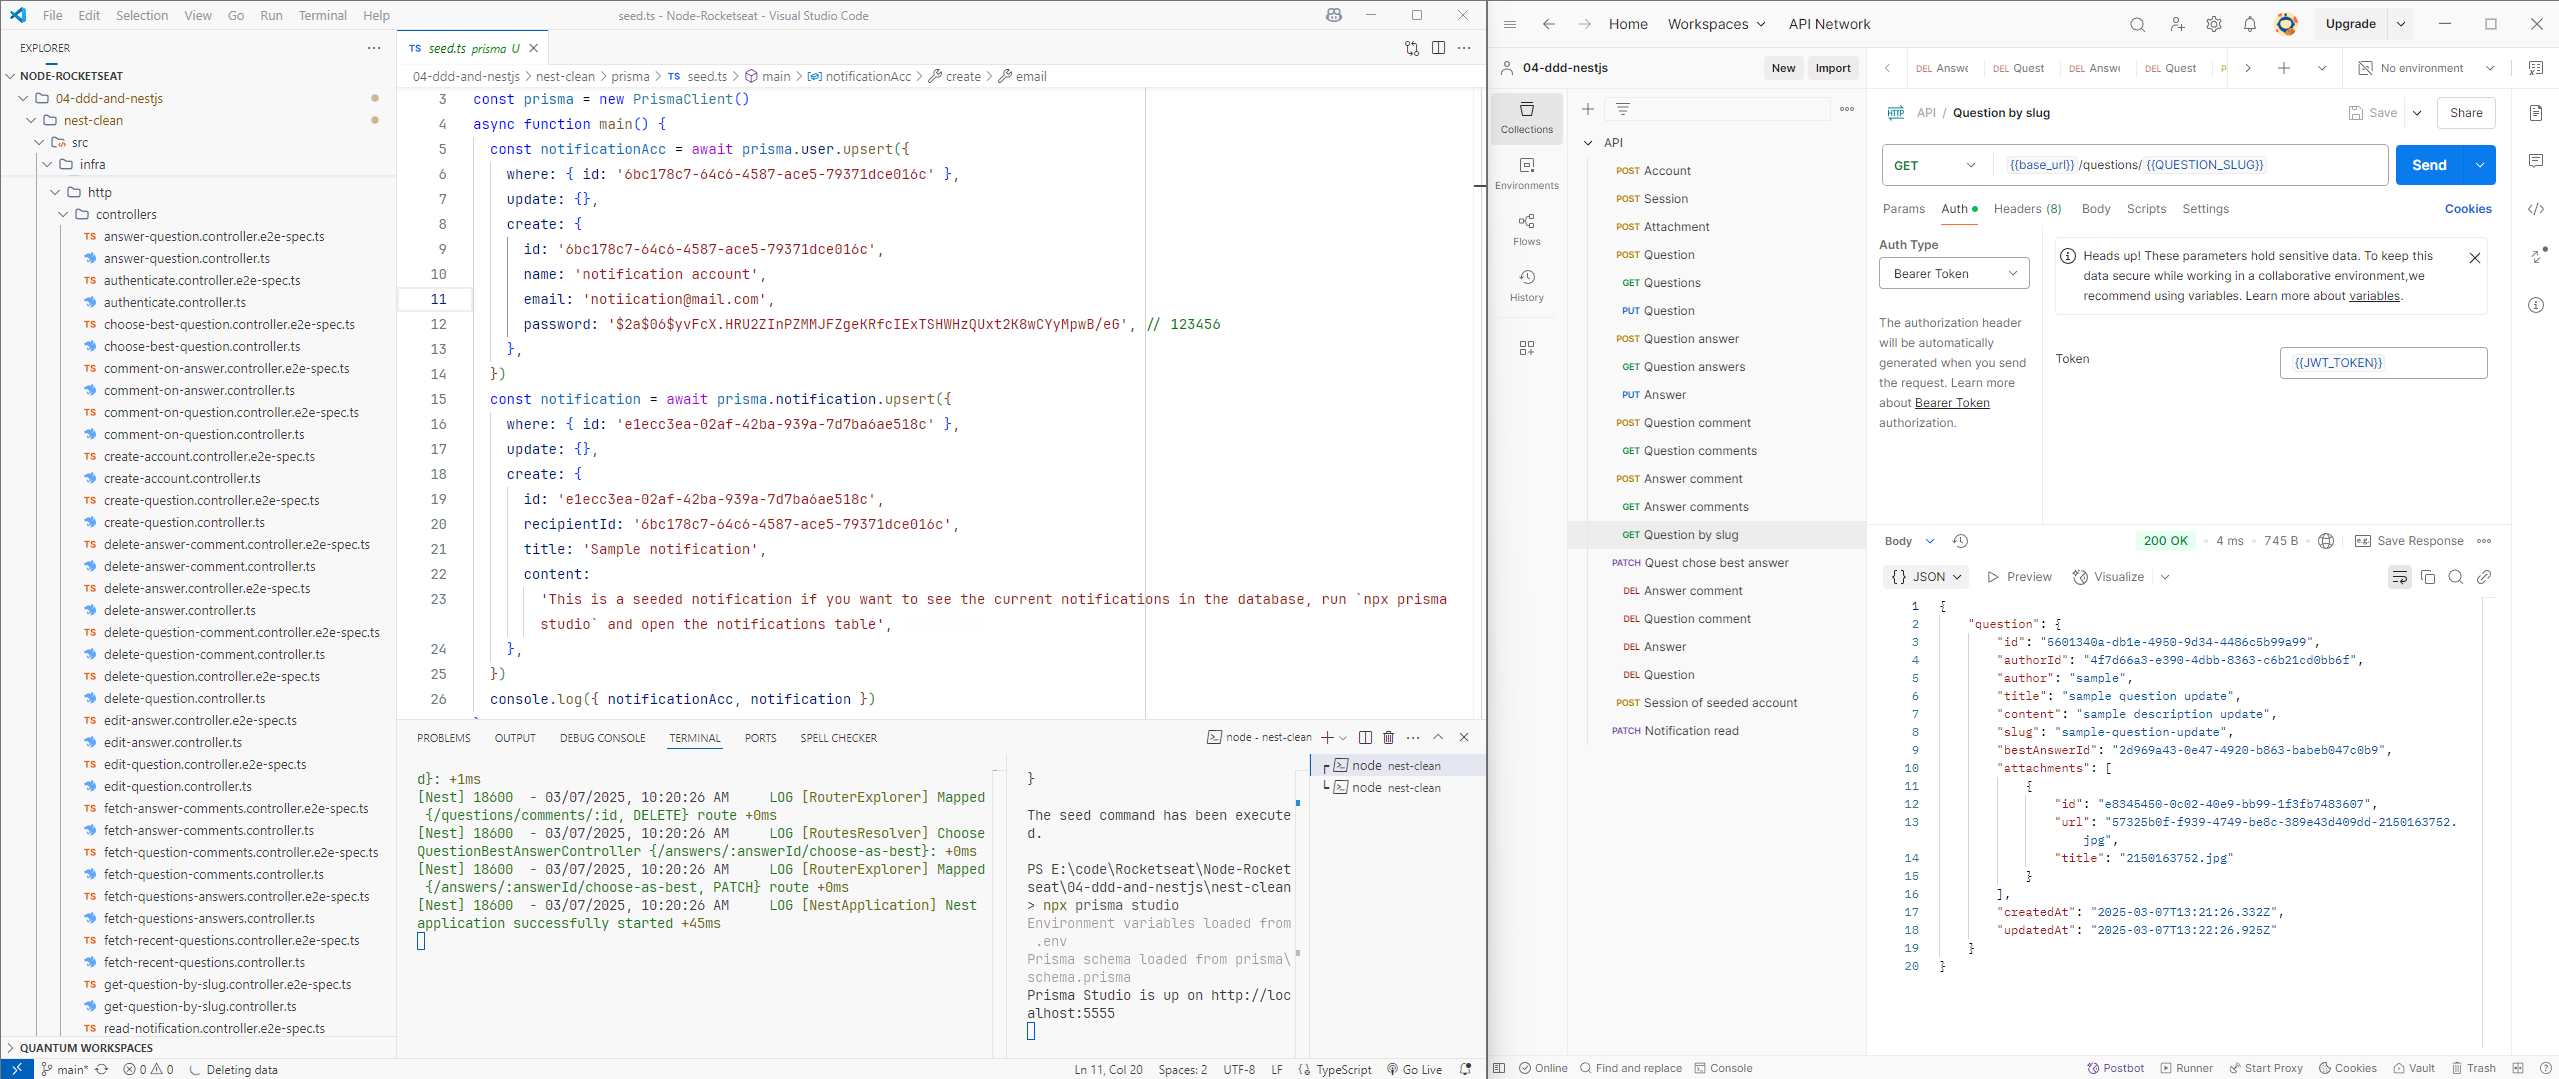 File Edit Selection View Go Run Terminal Help
seed.ts - Node-Rocketseat - Visual Studio Code
EXPLORER
NODE-ROCKETSEAT
04-ddd-and-nestjs
nest-clean
src
infra
http
controllers
TS answer-question.controller.e2e-spec.ts
answer-question.controller.ts
TS authenticate.controller.e2e-spec.ts
authenticate.controller.ts
TS choose-best-question.controller.e2e-spec.ts
choose-best-question.controller.ts
TS comment-on-answer.controller.e2e-spec.ts
comment-on-answer.controller.ts
TS comment-on-question.controller.e2e-spec.ts
comment-on-question.controller.ts
TS create-account.controller.e2e-spec.ts
create-account.controller.ts
TS create-question.controller.e2e-spec.ts
create-question.controller.ts
TS delete-answer-comment.controller.e2e-spec.ts
delete-answer-comment.controller.ts
TS delete-answer.controller.e2e-spec.ts
delete-answer.controller.ts
TS delete-question-comment.controller.e2e-spec.ts
delete-question-comment.controller.ts
TS delete-question.controller.e2e-spec.ts
delete-question.controller.ts
TS edit-answer.controller.e2e-spec.ts
edit-answer.controller.ts
TS edit-question.controller.e2e-spec.ts
edit-question.controller.ts
TS fetch-answer-comments.controller.e2e-spec.ts
fetch-answer-comments.controller.ts
TS fetch-question-comments.controller.e2e-spec.ts
fetch-question-comments.controller.ts
TS fetch-questions-answers.controller.e2e-spec.ts
fetch-questions-answers.controller.ts
TS fetch-recent-questions.controller.e2e-spec.ts
fetch-recent-questions.controller.ts
TS get-question-by-slug.controller.e2e-spec.ts
get-question-by-slug.controller.ts
TS read-notification.controller.e2e-spec.ts
QUANTUM WORKSPACES
TS seed.ts prisma U
04-ddd-and-nestjs > nest-clean > prisma > TS seed.ts > main > notificationAcc > create > email
3 const prisma = new PrismaClient()
4 async function main() {
5 const notificationAcc = await prisma.user.upsert({
6 where: { id: '6bc178c7-64c6-4587-ace5-79371dce016c' },
7 update: {},
8 create: {
9 id: '6bc178c7-64c6-4587-ace5-79371dce016c',
10 name: 'notification account',
11 email: 'notiication@mail.com',
12 password: '$2a$06$yvFcX.HRU2ZInPZMMJFZgeKRfcIExTSHWHzQUxt2K8wCYyMpwB/eG', // 123456
13 },
14 })
15 const notification = await prisma.notification.upsert({
16 where: { id: 'e1ecc3ea-02af-42ba-939a-7d7ba6ae518c' },
17 update: {},
18 create: {
19 id: 'e1ecc3ea-02af-42ba-939a-7d7ba6ae518c',
20 recipientId: '6bc178c7-64c6-4587-ace5-79371dce016c',
21 title: 'Sample notification',
22 content:
23 'This is a seeded notification if you want to see the current notifications in the database, run `npx prisma
studio` and open the notifications table',
24 },
25 })
26 console.log({ notificationAcc, notification })
PROBLEMS OUTPUT DEBUG CONSOLE TERMINAL PORTS SPELL CHECKER
node - nest-clean
d}: +1ms
[Nest] 18600 - 03/07/2025, 10:20:26 AM LOG [RouterExplorer] Mapped
{/questions/comments/:id, DELETE} route +0ms
[Nest] 18600 - 03/07/2025, 10:20:26 AM LOG [RoutesResolver] Choose
QuestionBestAnswerController {/answers/:answerId/choose-as-best}: +0ms
[Nest] 18600 - 03/07/2025, 10:20:26 AM LOG [RouterExplorer] Mapped
{/answers/:answerId/choose-as-best, PATCH} route +0ms
[Nest] 18600 - 03/07/2025, 10:20:26 AM LOG [NestApplication] Nest
application successfully started +45ms
}
The seed command has been execute
d.
PS E:\code\Rocketseat\Node-Rocket
seat\04-ddd-and-nestjs\nest-clean
> npx prisma studio
Environment variables loaded from
.env
Prisma schema loaded from prisma\
schema.prisma
Prisma Studio is up on http://loc
alhost:5555
node nest-clean
node nest-clean
main* 0 0 Deleting data
Ln 11, Col 20 Spaces: 2 UTF-8 LF TypeScript Go Live
Home Workspaces API Network
Upgrade
04-ddd-nestjs New Import
DEL Answe DEL Quest DEL Answe DEL Quest P
No environment
Collections
Environments
Flows
History
API
POST Account
POST Session
POST Attachment
POST Question
GET Questions
PUT Question
POST Question answer
GET Question answers
PUT Answer
POST Question comment
GET Question comments
POST Answer comment
GET Answer comments
GET Question by slug
PATCH Quest chose best answer
DEL Answer comment
DEL Question comment
DEL Answer
DEL Question
POST Session of seeded account
PATCH Notification read
HTTP API / Question by slug
Save Share
GET {{base_url}} /questions/ {{QUESTION_SLUG}}
Send
Params Auth Headers (8) Body Scripts Settings
Cookies
Auth Type
Bearer Token
The authorization header
will be automatically
generated when you send
the request. Learn more
about Bearer Token
authorization.
Heads up! These parameters hold sensitive data. To keep this
data secure while working in a collaborative environment,we
recommend using variables. Learn more about variables.
Token
{{JWT_TOKEN}}
Body 200 OK 4 ms 745 B e.g. Save Response
{} JSON Preview Visualize
1 {
2 "question": {
3 "id": "5601340a-db1e-4950-9d34-4486c5b99a99",
4 "authorId": "4f7d66a3-e390-4dbb-8363-c6b21cd0bb6f",
5 "author": "sample",
6 "title": "sample question update",
7 "content": "sample description update",
8 "slug": "sample-question-update",
9 "bestAnswerId": "2d969a43-0e47-4920-b863-babeb047c0b9",
10 "attachments": [
11 {
12 "id": "e8345450-0c02-40e9-bb99-1f3fb7483607",
13 "url": "57325b0f-f939-4749-be8c-389e43d409dd-2150163752.
jpg",
14 "title": "2150163752.jpg"
15 }
16 ],
17 "createdAt": "2025-03-07T13:21:26.332Z",
18 "updatedAt": "2025-03-07T13:22:26.925Z"
19 }
20 }
Online Find and replace Console
Postbot Runner Start Proxy Cookies Vault Trash